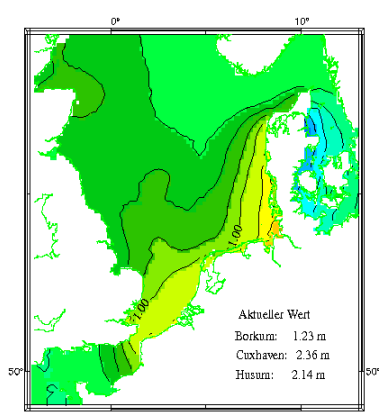 0° 10°
1.00
1.00
Aktueller Wert
Borkum: 1.23 m
Cuxhaven: 2.36 m
Husum: 2.14 m
50° 50°